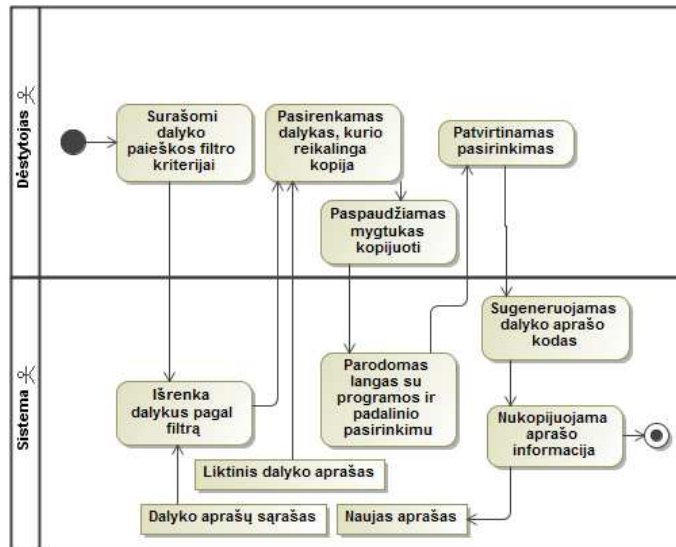 Dėstytojas
Surašomi
dalyko
paieškos filtro
kriterijai
Pasirenkamas
dalykas, kurio
reikalinga
kopija
Patvirtinamas
pasirinkimas
Paspaudžiamas
mygtukas
kopijuoti
Sistema
Sugeneruojamas
dalyko aprašo
kodas
Išrenka
dalykus pagal
filtrą
Parodomas
langas su
programos ir
padalinio
pasirinkimu
Nukopijuojama
aprašo
informacija
Liktinis dalyko aprašas
Dalyko aprašų sąrašas
Naujas aprašas